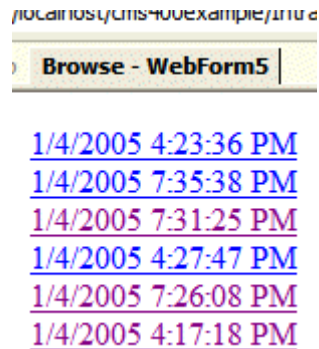 /localhost/cms400example/Intra
Browse - WebForm5
1/4/2005 4:23:36 PM
1/4/2005 7:35:38 PM
1/4/2005 7:31:25 PM
1/4/2005 4:27:47 PM
1/4/2005 7:26:08 PM
1/4/2005 4:17:18 PM